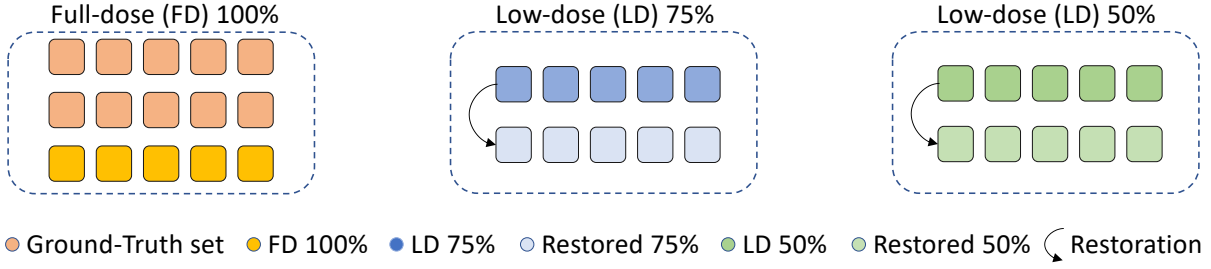 Full-dose (FD) 100%
Low-dose (LD) 75%
Low-dose (LD) 50%
Ground-Truth set
FD 100%
LD 75%
Restored 75%
LD 50%
Restored 50%
Restoration